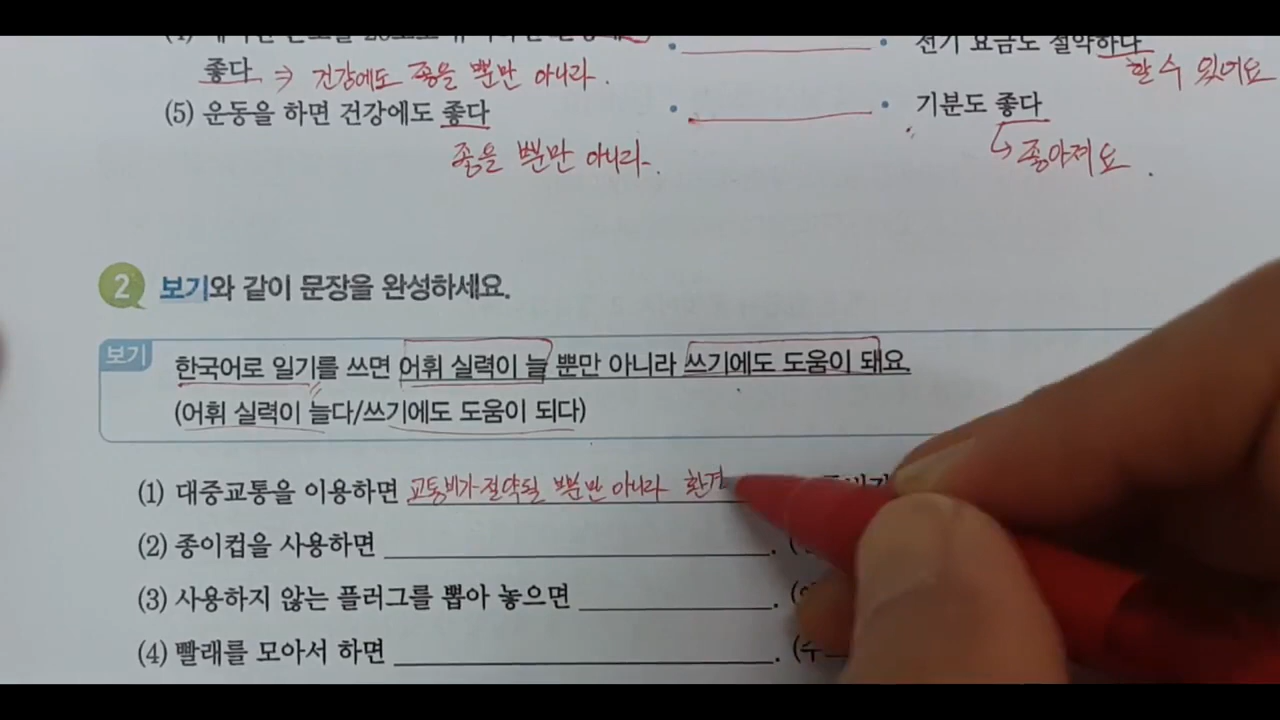 좋다 ⇒ 건강에도 좋을 뿐만 아니라.
전기 요금도 절약하다
할 수 있어요
(5) 운동을 하면 건강에도 좋다
기분도 좋다
좋을 뿐만 아니라.
↳ 좋아져요.
2 보기와 같이 문장을 완성하세요.
보기
한국어로 일기를 쓰면 어휘 실력이 늘 뿐만 아니라 쓰기에도 도움이 돼요.
(어휘 실력이 늘다/쓰기에도 도움이 되다)
(1) 대중교통을 이용하면 교통비가 절약될 뿐만 아니라 환겨
(2) 종이컵을 사용하면 . (
(3) 사용하지 않는 플러그를 뽑아 놓으면 . (
(4) 빨래를 모아서 하면 . (수